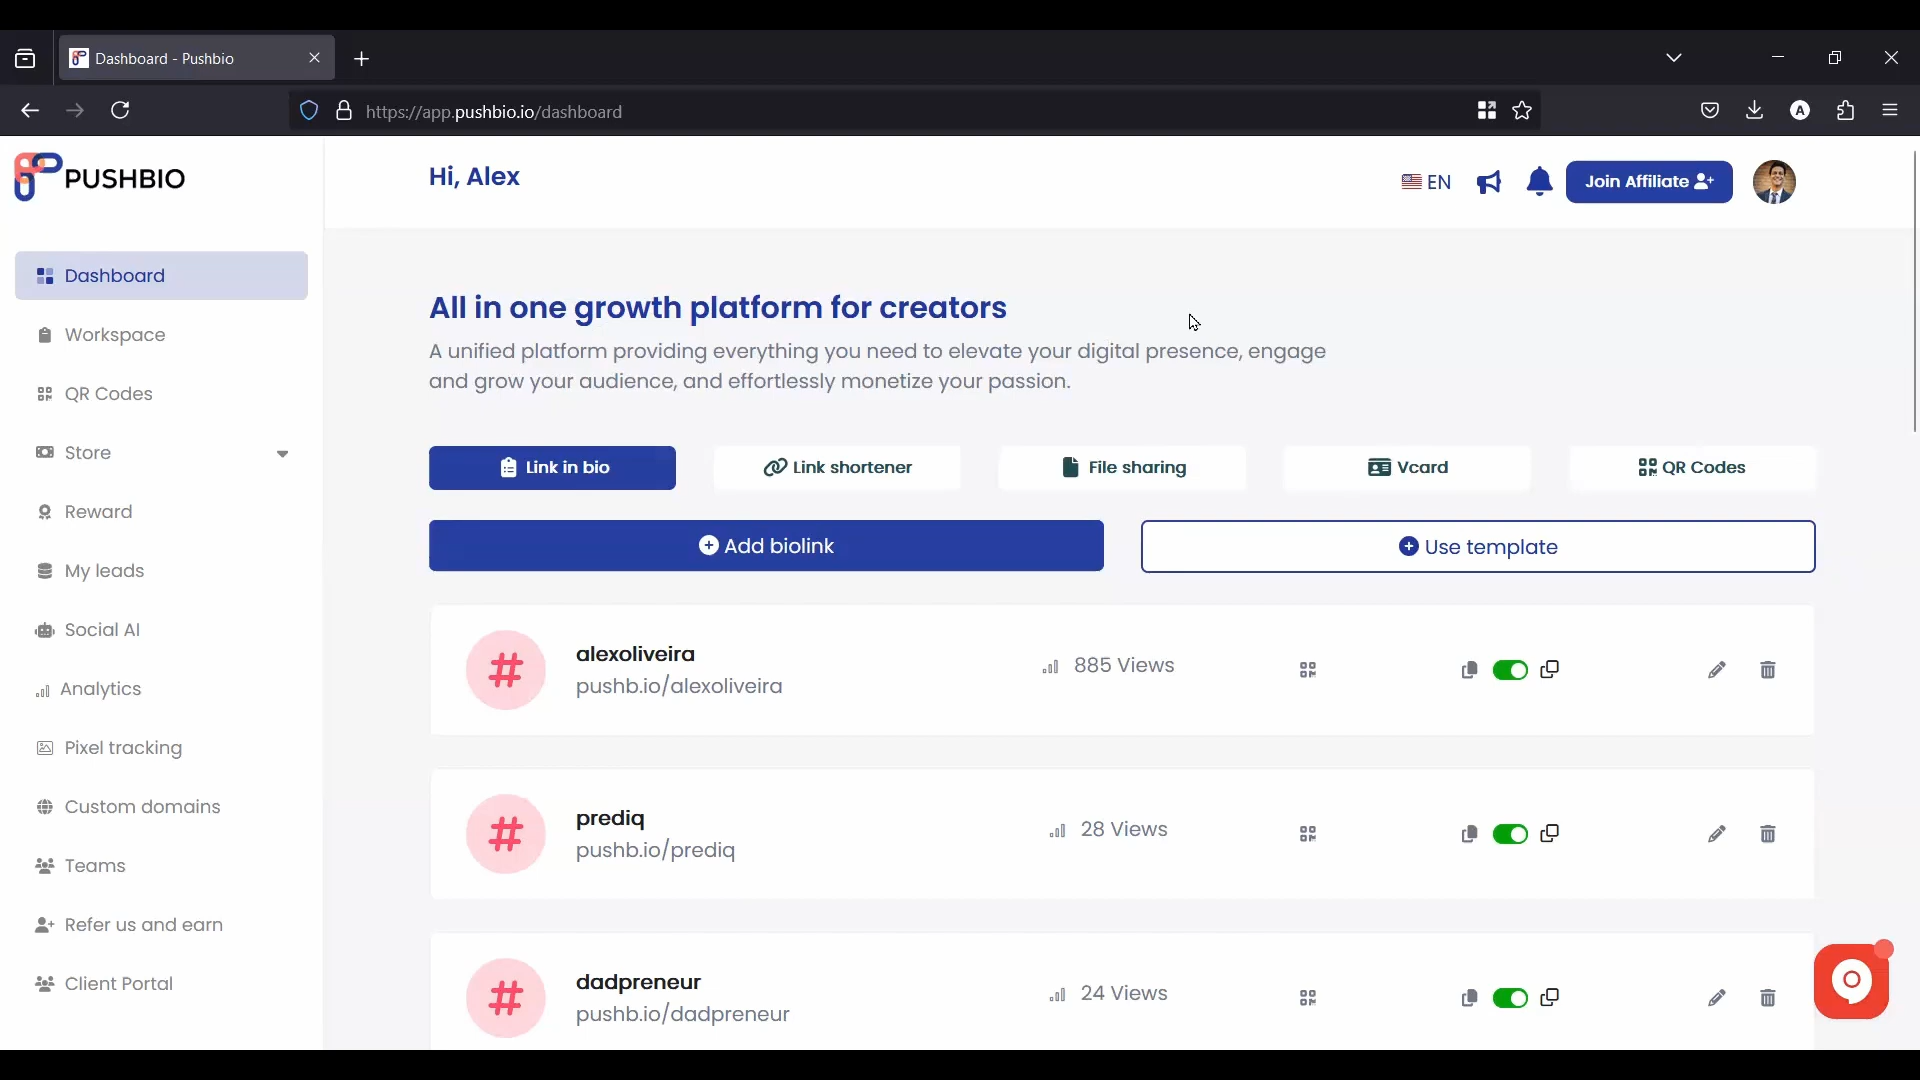 Dashboard - Pushbio
https://app.pushbio.io/dashboard
A
PUSHBIO
Hi, Alex
EN
Join Affiliate
Dashboard
Workspace
QR Codes
Store
Reward
My leads
Social AI
Analytics
Pixel tracking
Custom domains
Teams
Refer us and earn
Client Portal
All in one growth platform for creators
A unified platform providing everything you need to elevate your digital presence, engage
and grow your audience, and effortlessly monetize your passion.
Link in bio
Link shortener
File sharing
Vcard
QR Codes
Add biolink
Use template
#
alexoliveira
pushb.io/alexoliveira
885 Views
#
prediq
pushb.io/prediq
28 Views
#
dadpreneur
pushb.io/dadpreneur
24 Views